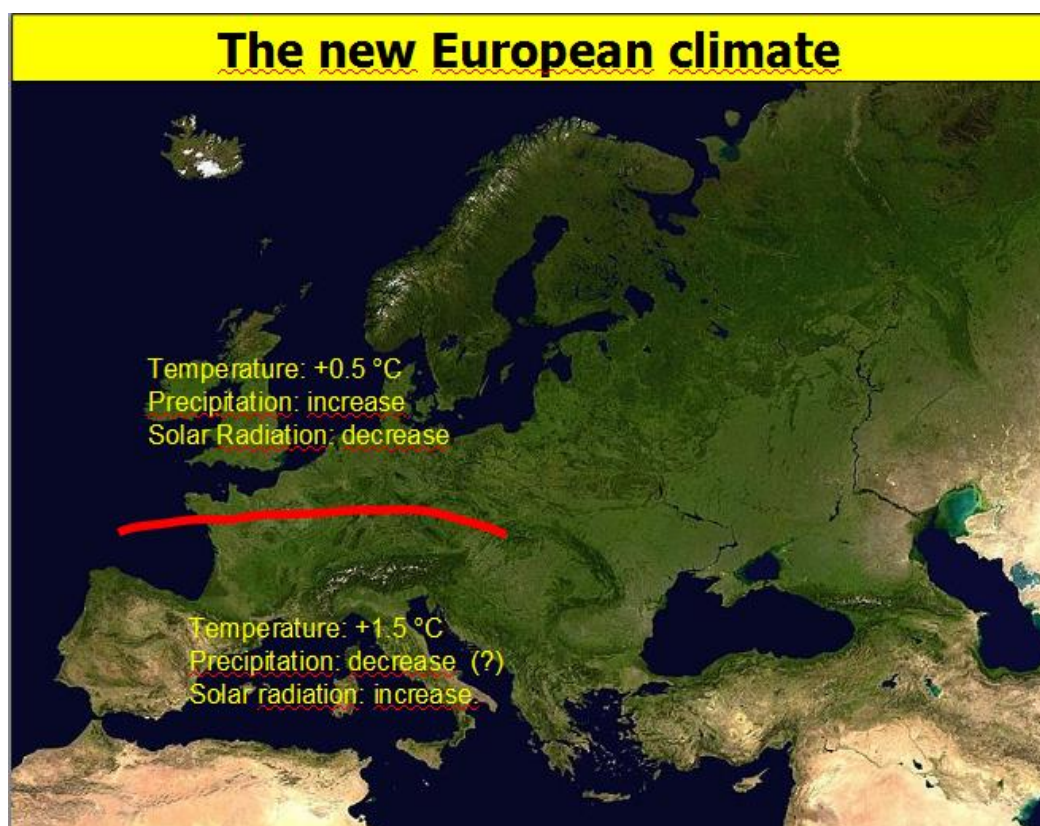 The new European climate
Temperature: +0.5 °C
Precipitation: increase
Solar Radiation: decrease
Temperature: +1.5 °C
Precipitation: decrease (?)
Solar radiation: increase